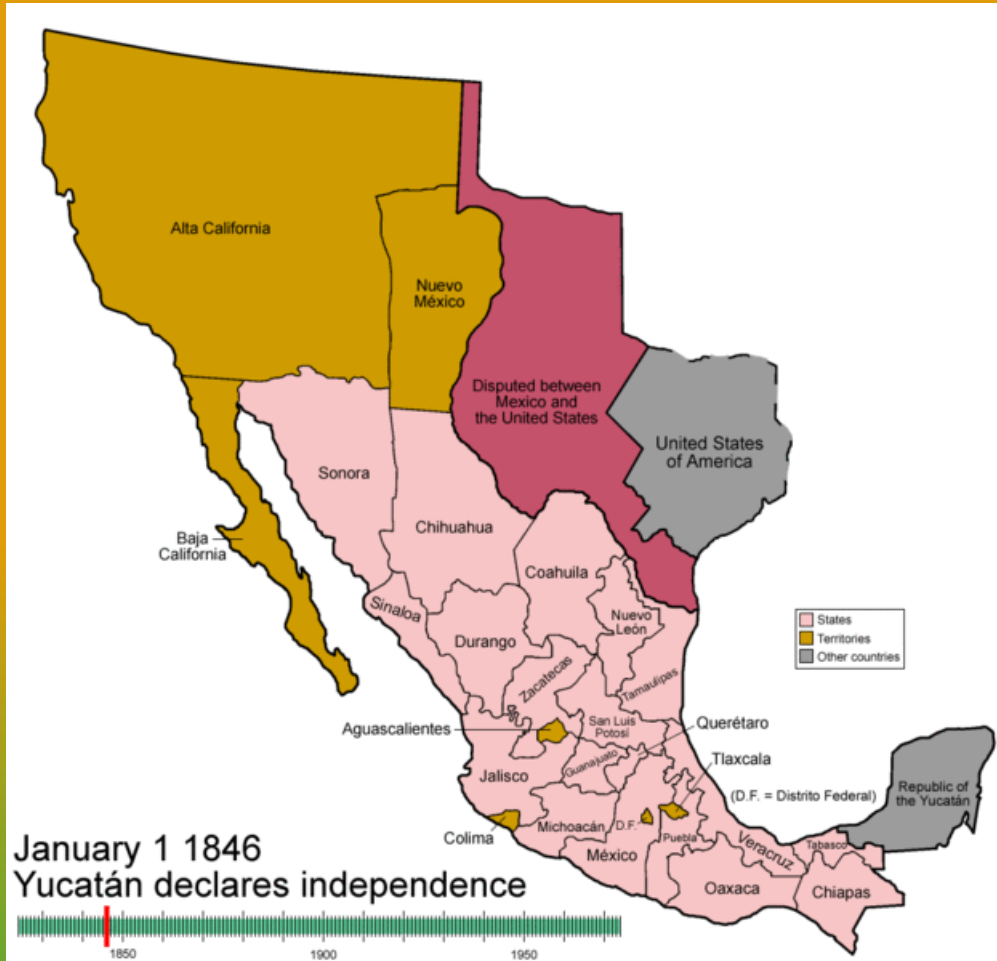 Alta California
Nuevo
México
Disputed between
Mexico and
the United States
United States
of America
Sonora
Chihuahua
Baja
California
Coahuila
Sinaloa
Nuevo
León
Durango
States
Territories
Other countries
Zacatecas
Tamaulipas
Aguascalientes
San Luis
Potosí
Querétaro
Guanajuato
Tlaxcala
Jalisco
Republic of
the Yucatán
(D.F. = Distrito Federal)
Colima
Michoacán
D.F.
Puebla
Veracruz
Tabasco
México
Oaxaca
Chiapas
January 1 1846
Yucatán declares independence
1850
1900
1950